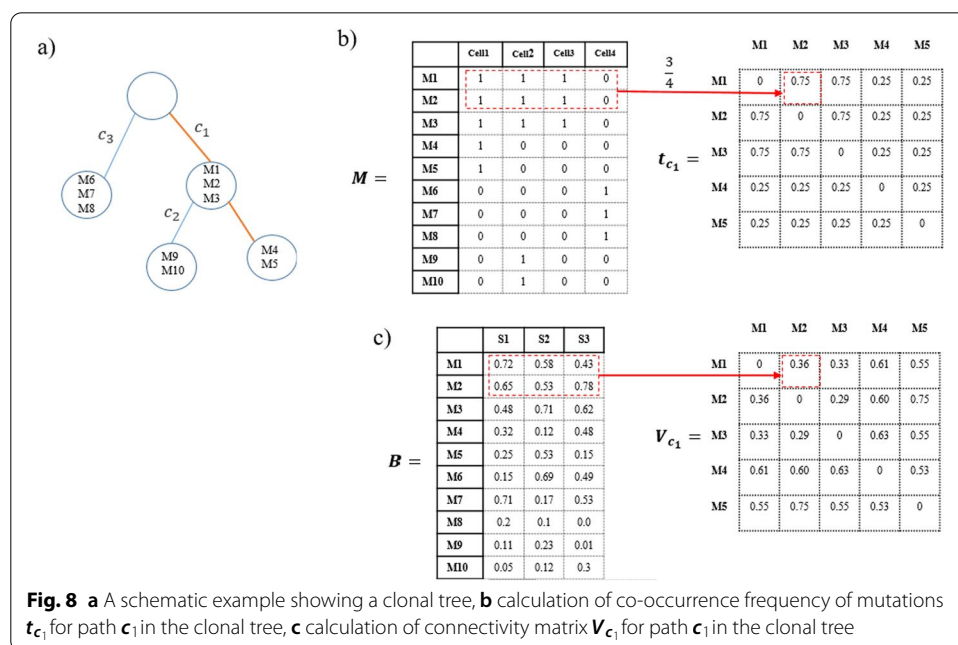 a)
c3
c1
M6
M7
M8
M1
M2
M3
c2
M9
M10
M4
M5
b)
Cell1 Cell2 Cell3 Cell4
M1 1 1 1 0
M2 1 1 1 0
M3 1 1 1 0
M4 1 0 0 0
M5 1 0 0 0
M6 0 0 0 1
M7 0 0 0 1
M8 0 0 0 1
M9 0 1 0 0
M10 0 1 0 0
M =
3/4
M1 M2 M3 M4 M5
M1 0 0.75 0.75 0.25 0.25
M2 0.75 0 0.75 0.25 0.25
M3 0.75 0.75 0 0.25 0.25
M4 0.25 0.25 0.25 0 0.25
M5 0.25 0.25 0.25 0.25 0
tc1 =
c)
S1 S2 S3
M1 0.72 0.58 0.43
M2 0.65 0.53 0.78
M3 0.48 0.71 0.62
M4 0.32 0.12 0.48
M5 0.25 0.53 0.15
M6 0.15 0.69 0.49
M7 0.71 0.17 0.53
M8 0.2 0.1 0.0
M9 0.11 0.23 0.01
M10 0.05 0.12 0.3
B =
M1 M2 M3 M4 M5
M1 0 0.36 0.33 0.61 0.55
M2 0.36 0 0.29 0.60 0.75
M3 0.33 0.29 0 0.63 0.55
M4 0.61 0.60 0.63 0 0.53
M5 0.55 0.75 0.55 0.53 0
Vc1 =
Fig. 8 a A schematic example showing a clonal tree, b calculation of co-occurrence frequency of mutations
tc1 for path c1 in the clonal tree, c calculation of connectivity matrix Vc1 for path c1 in the clonal tree